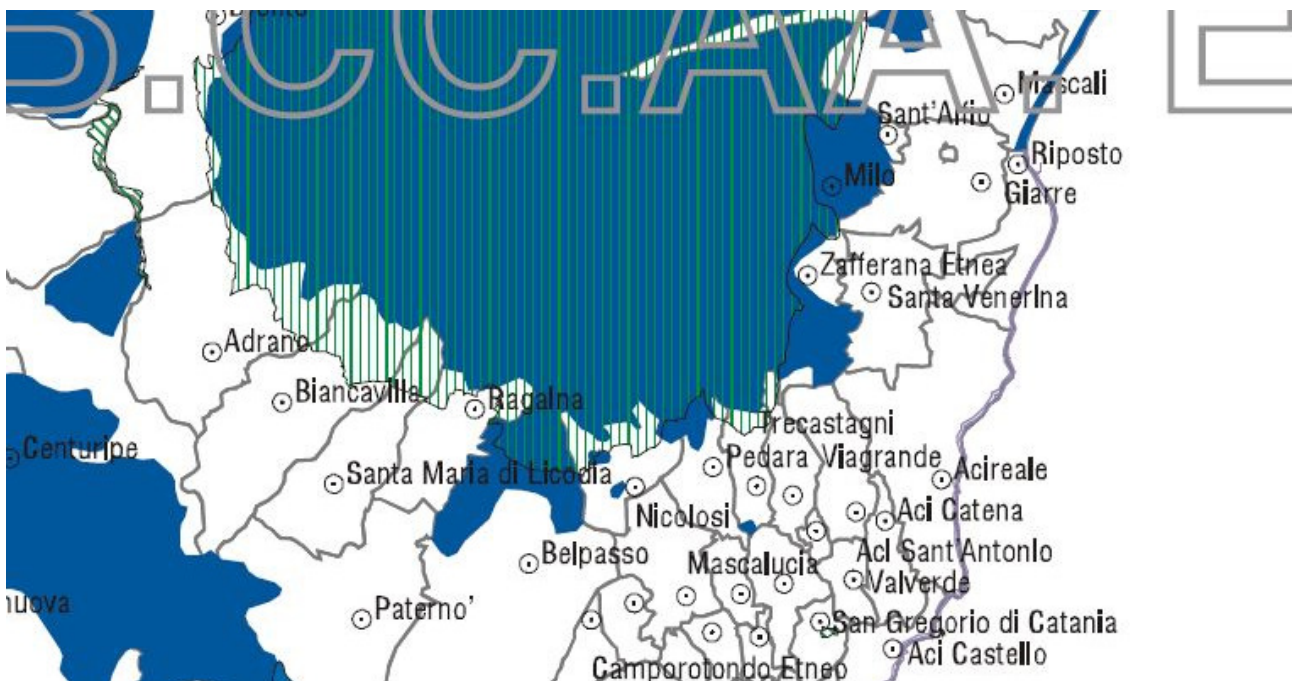 B.CC.AA. E
Mascali
Sant'Alfio
Riposto
Milo
Giarre
Zafferana Etnea
Santa VenerIna
Adrano
Biancavilla
Ragalna
Trecastagni
Centuripe
Pedara
Viagrande
Acireale
Santa Maria di Licodia
Nicolosi
Aci Catena
Belpasso
Mascalucia
AcI Sant'AntonIo
Valverde
nuova
Paterno'
San Gregorio di Catania
Aci Castello
Camporotondo Etneo